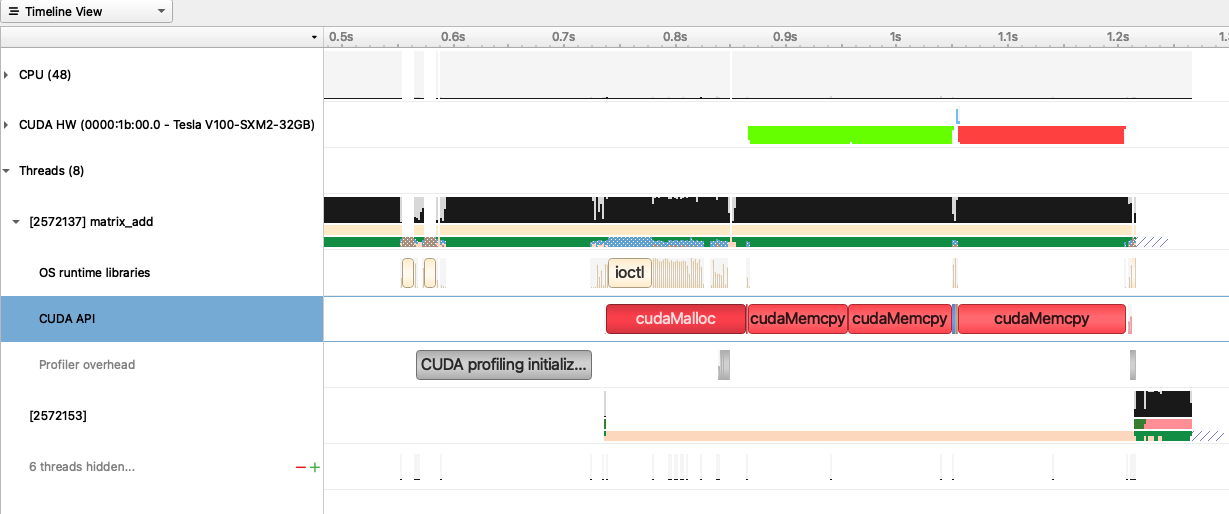 Timeline View
0.5s 0.6s 0.7s 0.8s 0.9s 1s 1.1s 1.2s
CPU (48)
CUDA HW (0000:1b:00.0 - Tesla V100-SXM2-32GB)
Threads (8)
[2572137] matrix_add
OS runtime libraries ioctl
CUDA API cudaMalloc cudaMemcpy cudaMemcpy cudaMemcpy
Profiler overhead CUDA profiling initializ...
[2572153]
6 threads hidden... −+